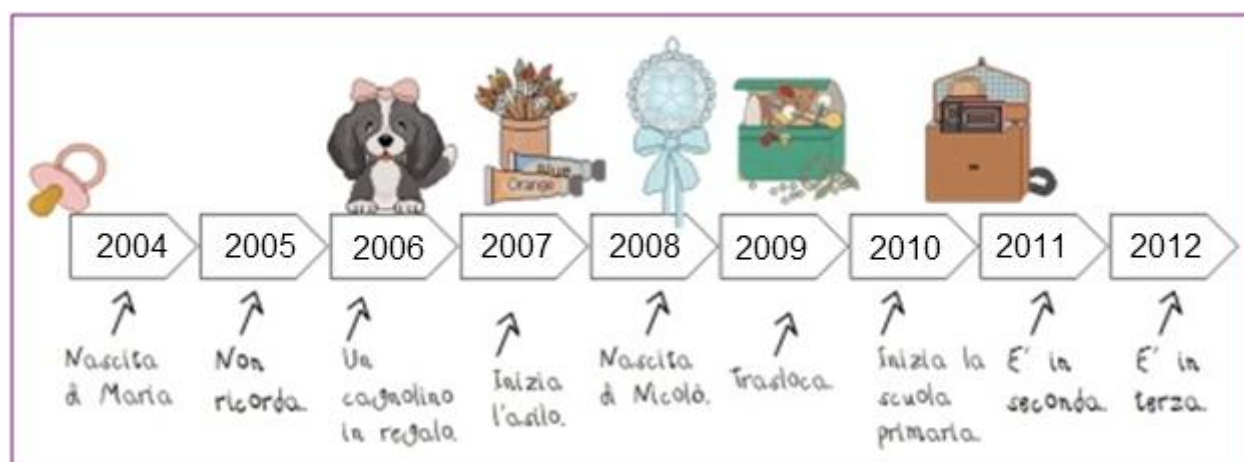 Blue
Orange
2004
2005
2006
2007
2008
2009
2010
2011
2012
Nascita
di Maria
Non
ricorda.
Un
cagnolino
in regalo.
Inizia
l'asilo.
Nascita
di Nicolò.
Trasloca.
Inizia la
scuola
primaria.
E' in
seconda.
E' in
terza.